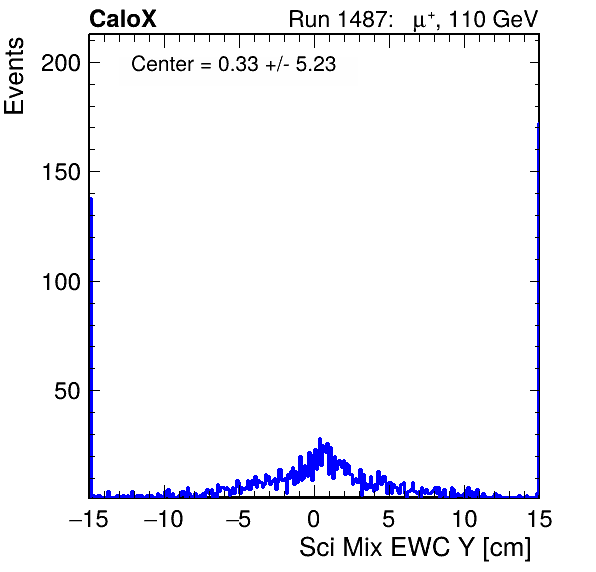 CaloX Run 1487: μ⁺, 110 GeV
Center = 0.33 +/- 5.23
Events
200
150
100
50
−15 −10 −5 0 5 10 15
Sci Mix EWC Y [cm]